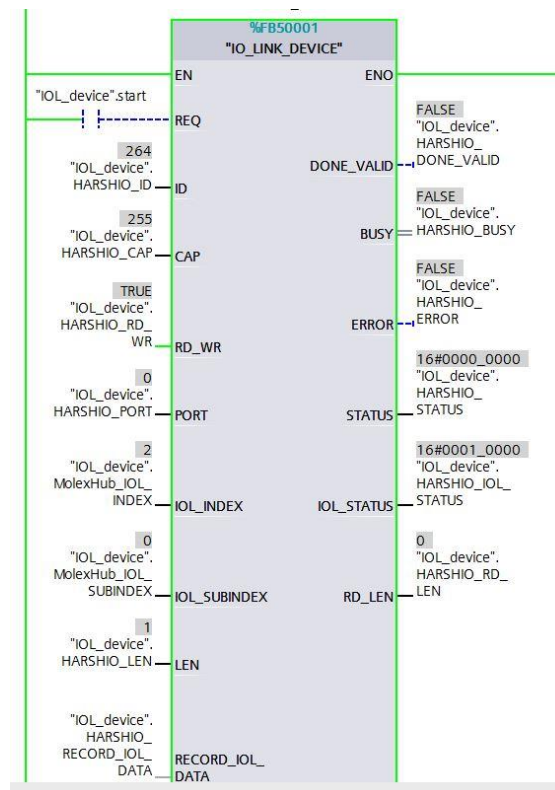 %FB50001
"IO_LINK_DEVICE"
EN
ENO
"IOL_device".start
REQ
FALSE
"IOL_device".
HARSHIO_
DONE_VALID
DONE_VALID
264
"IOL_device".
HARSHIO_ID
ID
FALSE
"IOL_device".
HARSHIO_BUSY
BUSY
255
"IOL_device".
HARSHIO_CAP
CAP
FALSE
"IOL_device".
HARSHIO_
ERROR
ERROR
TRUE
"IOL_device".
HARSHIO_RD_
WR
RD_WR
16#0000_0000
"IOL_device".
HARSHIO_
STATUS
STATUS
0
"IOL_device".
HARSHIO_PORT
PORT
16#0001_0000
"IOL_device".
HARSHIO_IOL_
STATUS
IOL_STATUS
2
"IOL_device".
MolexHub_IOL_
INDEX
IOL_INDEX
0
"IOL_device".
HARSHIO_RD_
LEN
RD_LEN
0
"IOL_device".
MolexHub_IOL_
SUBINDEX
IOL_SUBINDEX
1
"IOL_device".
HARSHIO_LEN
LEN
"IOL_device".
HARSHIO_
RECORD_IOL_
DATA
RECORD_IOL_
DATA